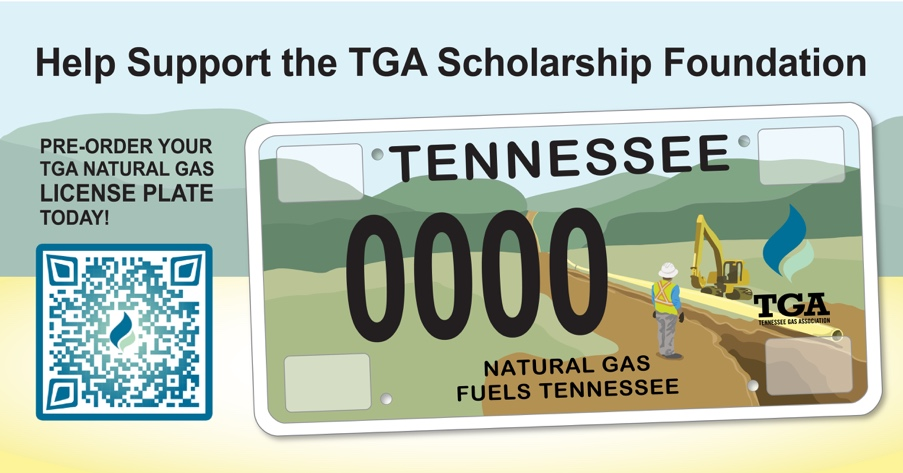 Help Support the TGA Scholarship Foundation
PRE-ORDER YOUR
TGA NATURAL GAS
LICENSE PLATE
TODAY!
TENNESSEE
0000
TGA
TENNESSEE GAS ASSOCIATION
NATURAL GAS
FUELS TENNESSEE